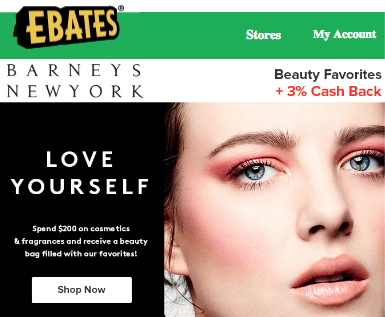 EBATES®
Stores
My Account
BARNEYS
NEWYORK
Beauty Favorites
+ 3% Cash Back
LOVE
YOURSELF
Spend $200 on cosmetics
& fragrances and receive a beauty
bag filled with our favorites!
Shop Now